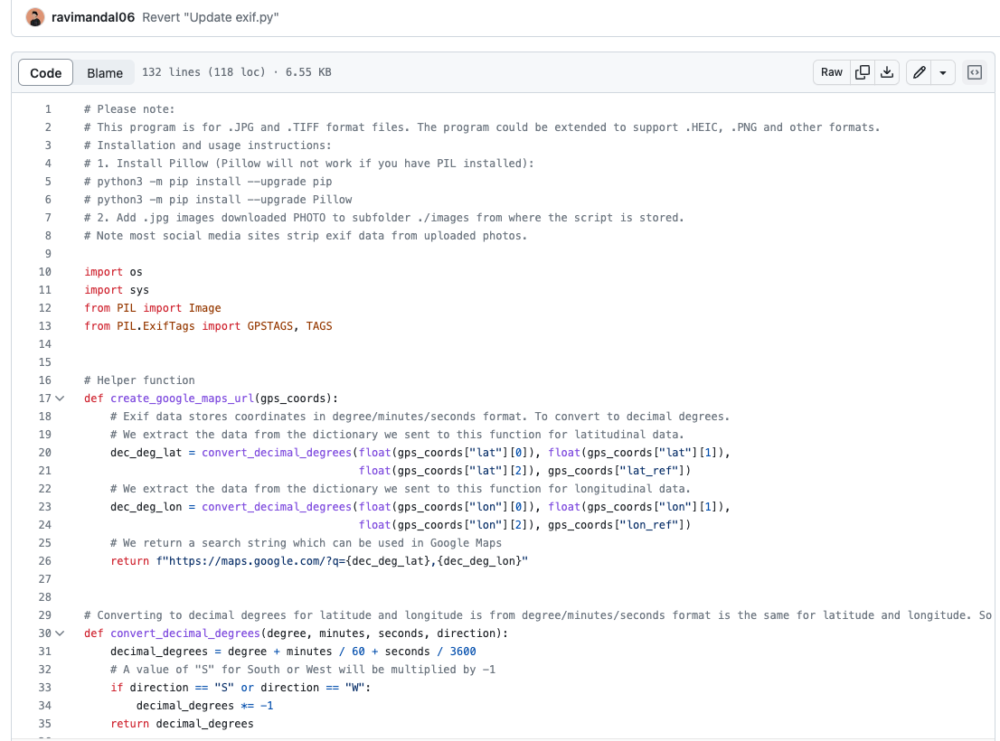 ravimandal06 Revert "Update exif.py"
Code Blame 132 lines (118 loc) · 6.55 KB Raw
1 # Please note:
2 # This program is for .JPG and .TIFF format files. The program could be extended to support .HEIC, .PNG and other formats.
3 # Installation and usage instructions:
4 # 1. Install Pillow (Pillow will not work if you have PIL installed):
5 # python3 -m pip install --upgrade pip
6 # python3 -m pip install --upgrade Pillow
7 # 2. Add .jpg images downloaded PHOTO to subfolder ./images from where the script is stored.
8 # Note most social media sites strip exif data from uploaded photos.
9
10 import os
11 import sys
12 from PIL import Image
13 from PIL.ExifTags import GPSTAGS, TAGS
14
15
16 # Helper function
17 def create_google_maps_url(gps_coords):
18     # Exif data stores coordinates in degree/minutes/seconds format. To convert to decimal degrees.
19     # We extract the data from the dictionary we sent to this function for latitudinal data.
20     dec_deg_lat = convert_decimal_degrees(float(gps_coords["lat"][0]), float(gps_coords["lat"][1]),
21                                           float(gps_coords["lat"][2]), gps_coords["lat_ref"])
22     # We extract the data from the dictionary we sent to this function for longitudinal data.
23     dec_deg_lon = convert_decimal_degrees(float(gps_coords["lon"][0]), float(gps_coords["lon"][1]),
24                                           float(gps_coords["lon"][2]), gps_coords["lon_ref"])
25     # We return a search string which can be used in Google Maps
26     return f"https://maps.google.com/?q={dec_deg_lat},{dec_deg_lon}"
27
28
29 # Converting to decimal degrees for latitude and longitude is from degree/minutes/seconds format is the same for latitude and longitude. So
30 def convert_decimal_degrees(degree, minutes, seconds, direction):
31     decimal_degrees = degree + minutes / 60 + seconds / 3600
32     # A value of "S" for South or West will be multiplied by -1
33     if direction == "S" or direction == "W":
34         decimal_degrees *= -1
35     return decimal_degrees